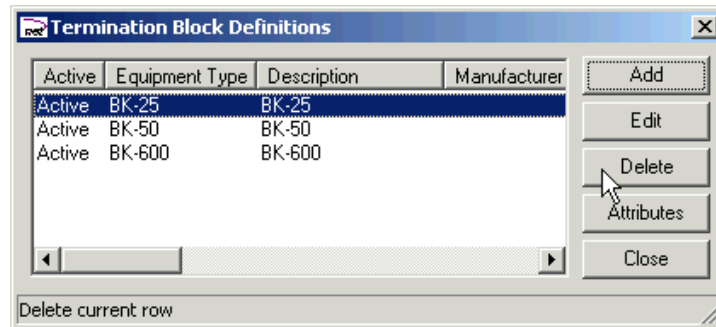 Termination Block Definitions
Active Equipment Type Description Manufacturer
Active BK-25 BK-25
Active BK-50 BK-50
Active BK-600 BK-600
Add
Edit
Delete
Attributes
Close
Delete current row